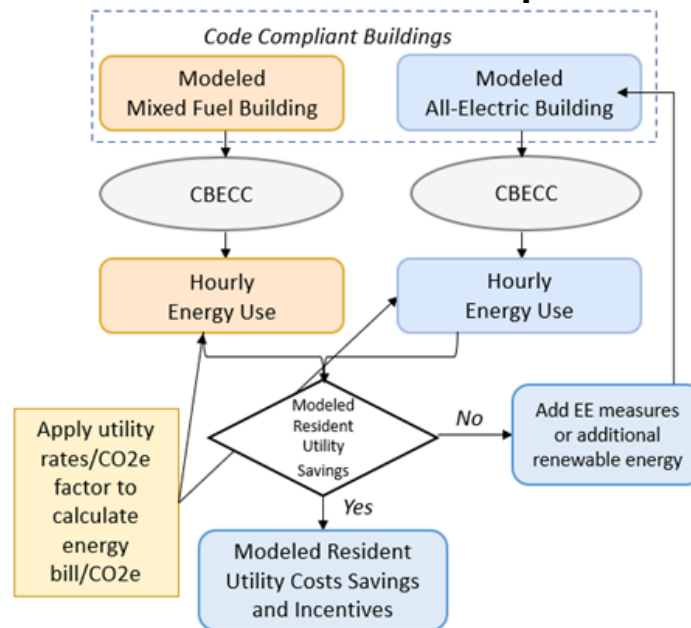 Code Compliant Buildings
Modeled
Mixed Fuel Building
Modeled
All-Electric Building
CBECC
CBECC
Hourly
Energy Use
Hourly
Energy Use
Modeled
Resident
Utility
Savings
No
Add EE measures
or additional
renewable energy
Apply utility
rates/CO2e
factor to
calculate
energy
bill/CO2e
Yes
Modeled Resident
Utility Costs Savings
and Incentives